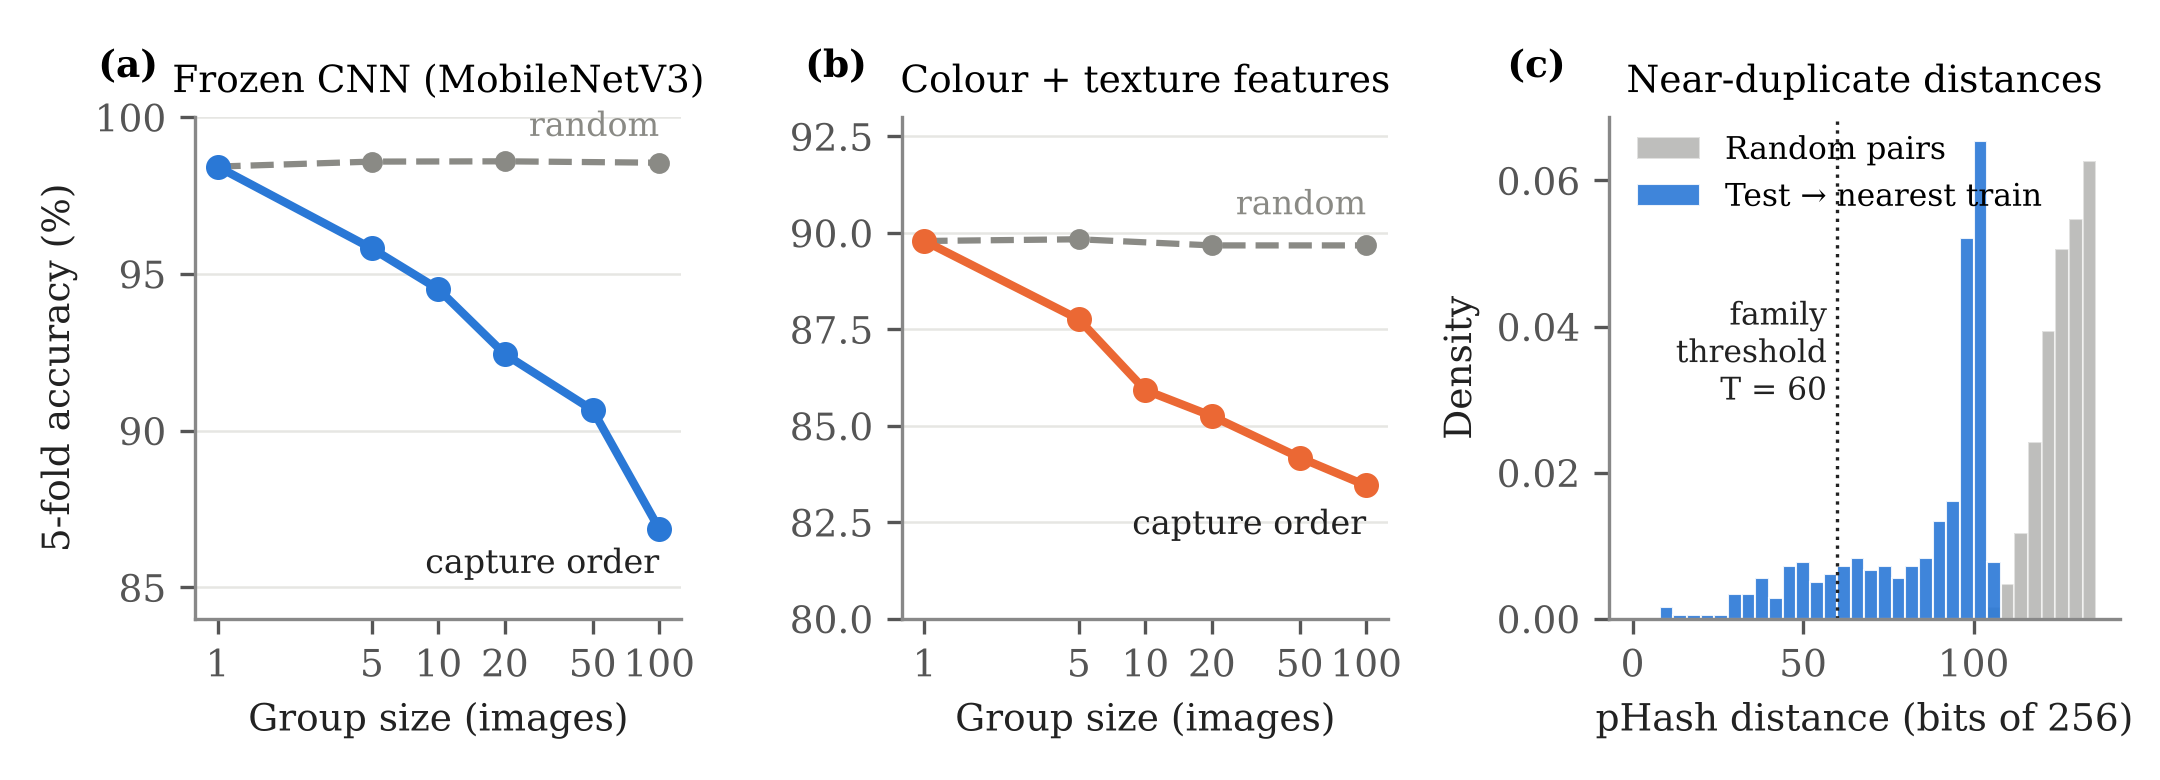 (a) Frozen CNN (MobileNetV3)
5-fold accuracy (%)
100
95
90
85
random
capture order
1 5 10 20 50 100
Group size (images)
(b) Colour + texture features
92.5
90.0
87.5
85.0
82.5
80.0
random
capture order
1 5 10 20 50 100
Group size (images)
(c) Near-duplicate distances
Density
0.06
0.04
0.02
0.00
Random pairs
Test → nearest train
family
threshold
T = 60
0 50 100
pHash distance (bits of 256)